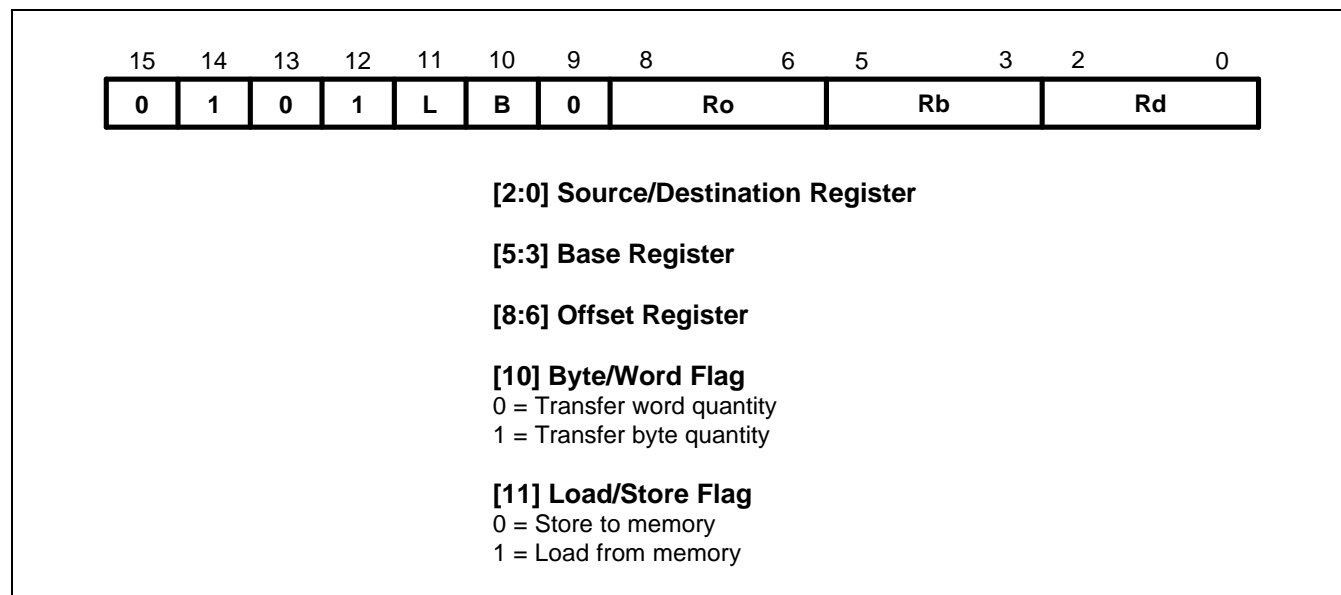 15 14 13 12 11 10 9 8 6 5 3 2 0
0 1 0 1 L B 0 Ro Rb Rd
[2:0] Source/Destination Register
[5:3] Base Register
[8:6] Offset Register
[10] Byte/Word Flag
0 = Transfer word quantity
1 = Transfer byte quantity
[11] Load/Store Flag
0 = Store to memory
1 = Load from memory